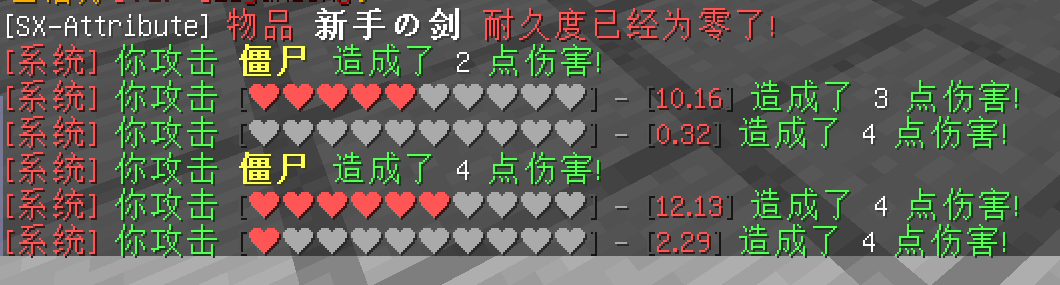 [SX-Attribute] 物品 新手の剑 耐久度已经为零了!
[系统] 你攻击 僵尸 造成了 2 点伤害!
[系统] 你攻击 [♥♥♥♥♥♥♥♥♥♥] - [10.16] 造成了 3 点伤害!
[系统] 你攻击 [♥♥♥♥♥♥♥♥♥♥] - [0.32] 造成了 4 点伤害!
[系统] 你攻击 僵尸 造成了 4 点伤害!
[系统] 你攻击 [♥♥♥♥♥♥♥♥♥♥] - [12.13] 造成了 4 点伤害!
[系统] 你攻击 [♥♥♥♥♥♥♥♥♥♥] - [2.29] 造成了 4 点伤害!